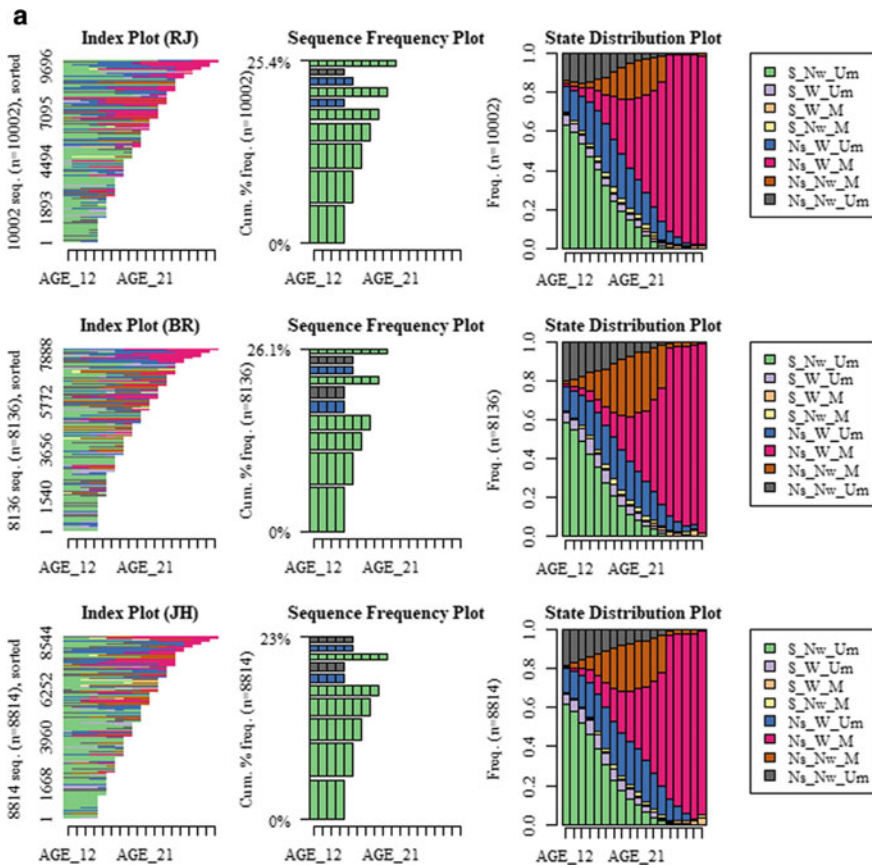 a
Index Plot (RJ)
10002 seq. (n=10002), sorted
1 1893 4494 7095 9696
AGE_12 AGE_21
Sequence Frequency Plot
Cum. % freq. (n=10002)
0% 25.4%
AGE_12 AGE_21
State Distribution Plot
Freq. (n=10002)
0.0 0.2 0.4 0.6 0.8 1.0
AGE_12 AGE_21
S_Nw_Um
S_W_Um
S_W_M
S_Nw_M
Ns_W_Um
Ns_W_M
Ns_Nw_M
Ns_Nw_Um
Index Plot (BR)
8136 seq. (n=8136), sorted
1 1540 3656 5772 7888
AGE_12 AGE_21
Sequence Frequency Plot
Cum. % freq. (n=8136)
0% 26.1%
AGE_12 AGE_21
State Distribution Plot
Freq. (n=8136)
0.0 0.2 0.4 0.6 0.8 1.0
AGE_12 AGE_21
S_Nw_Um
S_W_Um
S_W_M
S_Nw_M
Ns_W_Um
Ns_W_M
Ns_Nw_M
Ns_Nw_Um
Index Plot (JH)
8814 seq. (n=8814), sorted
1 1668 3960 6252 8544
AGE_12 AGE_21
Sequence Frequency Plot
Cum. % freq. (n=8814)
0% 23%
AGE_12 AGE_21
State Distribution Plot
Freq. (n=8814)
0.0 0.2 0.4 0.6 0.8 1.0
AGE_12 AGE_21
S_Nw_Um
S_W_Um
S_W_M
S_Nw_M
Ns_W_Um
Ns_W_M
Ns_Nw_M
Ns_Nw_Um